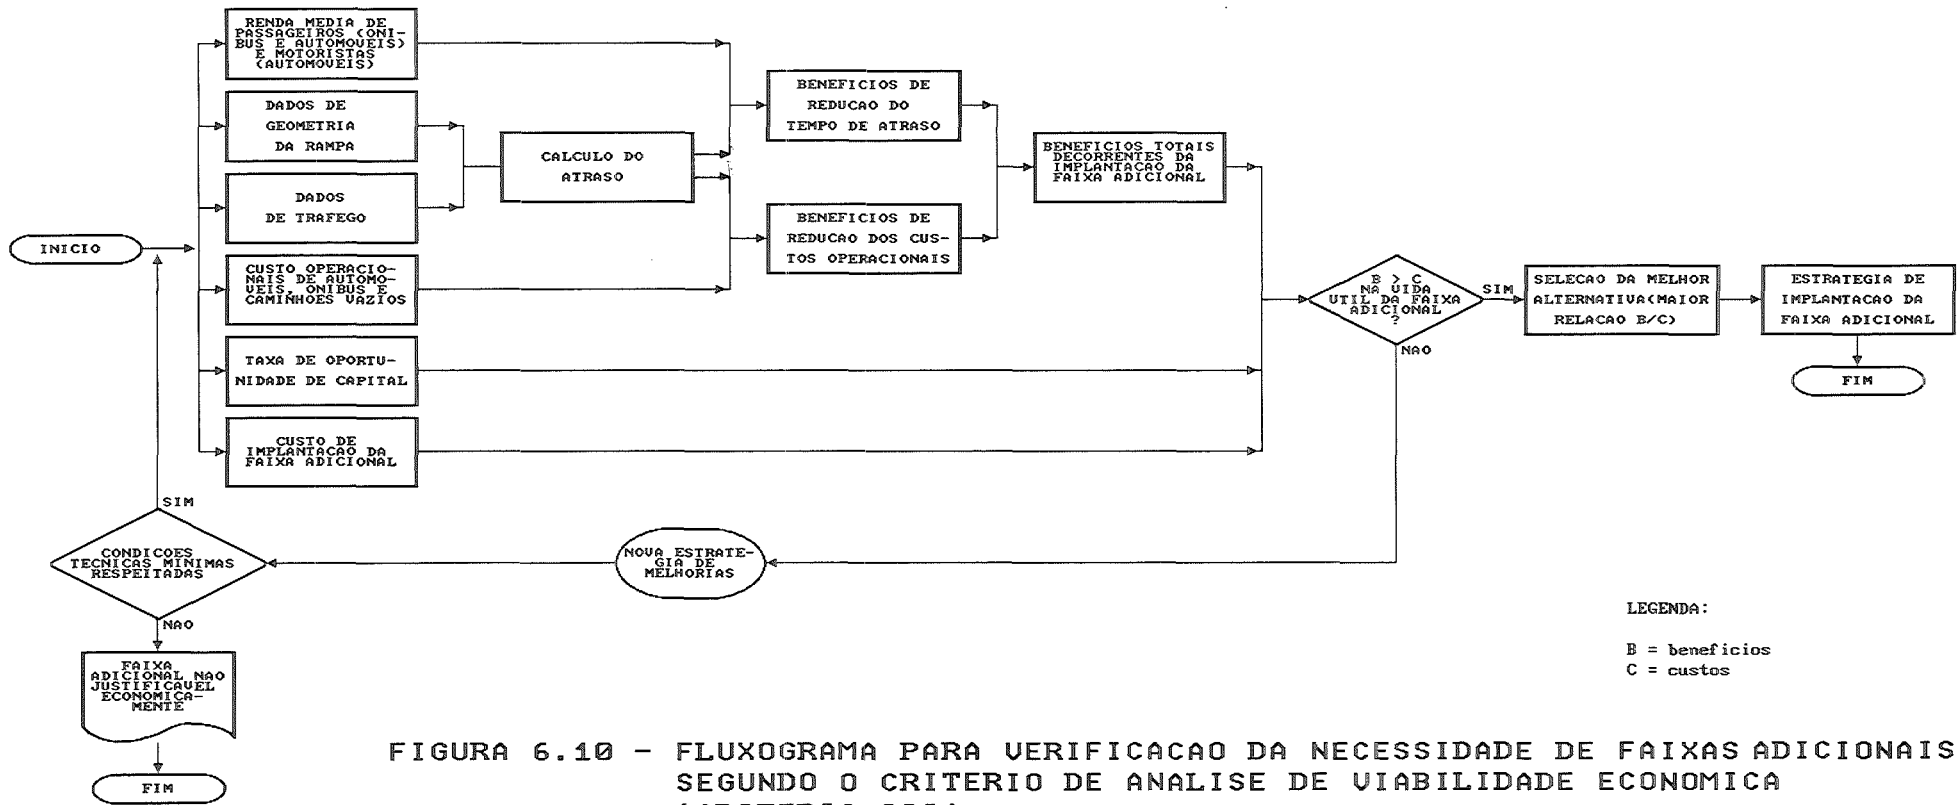 RENDA MEDIA DE
PASSAGEIROS (ONI-
BUS E AUTOMOVEIS)
E MOTORISTAS
(AUTOMOVEIS)
DADOS DE
GEOMETRIA
DA RAMPA
DADOS
DE TRAFEGO
INICIO
CUSTO OPERACIO-
NAIS DE AUTOMO-
VEIS, ONIBUS E
CAMINHOES VAZIOS
TAXA DE OPORTU-
NIDADE DE CAPITAL
CUSTO DE
IMPLANTACAO DA
FAIXA ADICIONAL
CALCULO DO
ATRASO
BENEFICIOS DE
REDUCAO DO
TEMPO DE ATRASO
BENEFICIOS DE
REDUCAO DOS CUS-
TOS OPERACIONAIS
BENEFICIOS TOTAIS
DECORRENTES DA
IMPLANTACAO DA
FAIXA ADICIONAL
B > C
NA VIDA
UTIL DA FAIXA
ADICIONAL
?
SIM
NAO
SELECAO DA MELHOR
ALTERNATIVA(MAIOR
RELACAO B/C)
ESTRATEGIA DE
IMPLANTACAO DA
FAIXA ADICIONAL
FIM
NOVA ESTRATE-
GIA DE
MELHORIAS
SIM
CONDICOES
TECNICAS MINIMAS
RESPEITADAS
NAO
FAIXA
ADICIONAL NAO
JUSTIFICAVEL
ECONOMICA-
MENTE
FIM
LEGENDA:
B = beneficios
C = custos
FIGURA 6.10 - FLUXOGRAMA PARA VERIFICACAO DA NECESSIDADE DE FAIXAS ADICIONAIS
SEGUNDO O CRITERIO DE ANALISE DE VIABILIDADE ECONOMICA